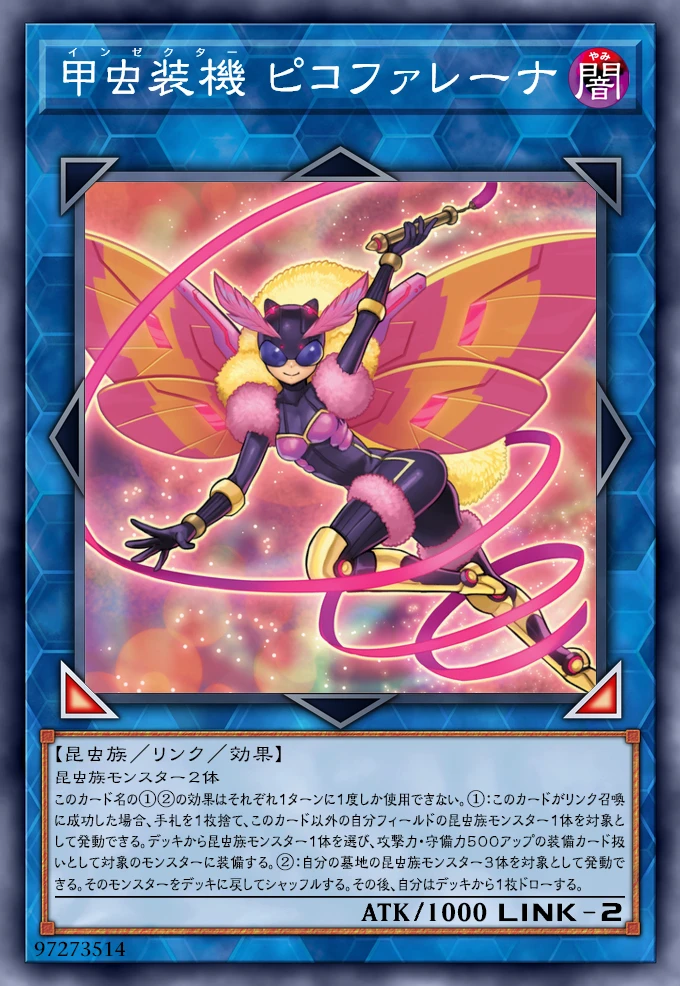 インゼクター
甲虫装機 ピコファレーナ
やみ
闇
【昆虫族／リンク／効果】
昆虫族モンスター２体
このカード名の①②の効果はそれぞれ1ターンに1度しか使用できない。①：このカードがリンク召喚
に成功した場合、手札を1枚捨て、このカード以外の自分フィールドの昆虫族モンスター1体を対象と
して発動できる。デッキから昆虫族モンスター1体を選び、攻撃力・守備力500アップの装備カード扱
いとして対象のモンスターに装備する。②：自分の墓地の昆虫族モンスター3体を対象として発動で
きる。そのモンスターをデッキに戻してシャッフルする。その後、自分はデッキから1枚ドローする。
ATK/1000 LINK-2
97273514